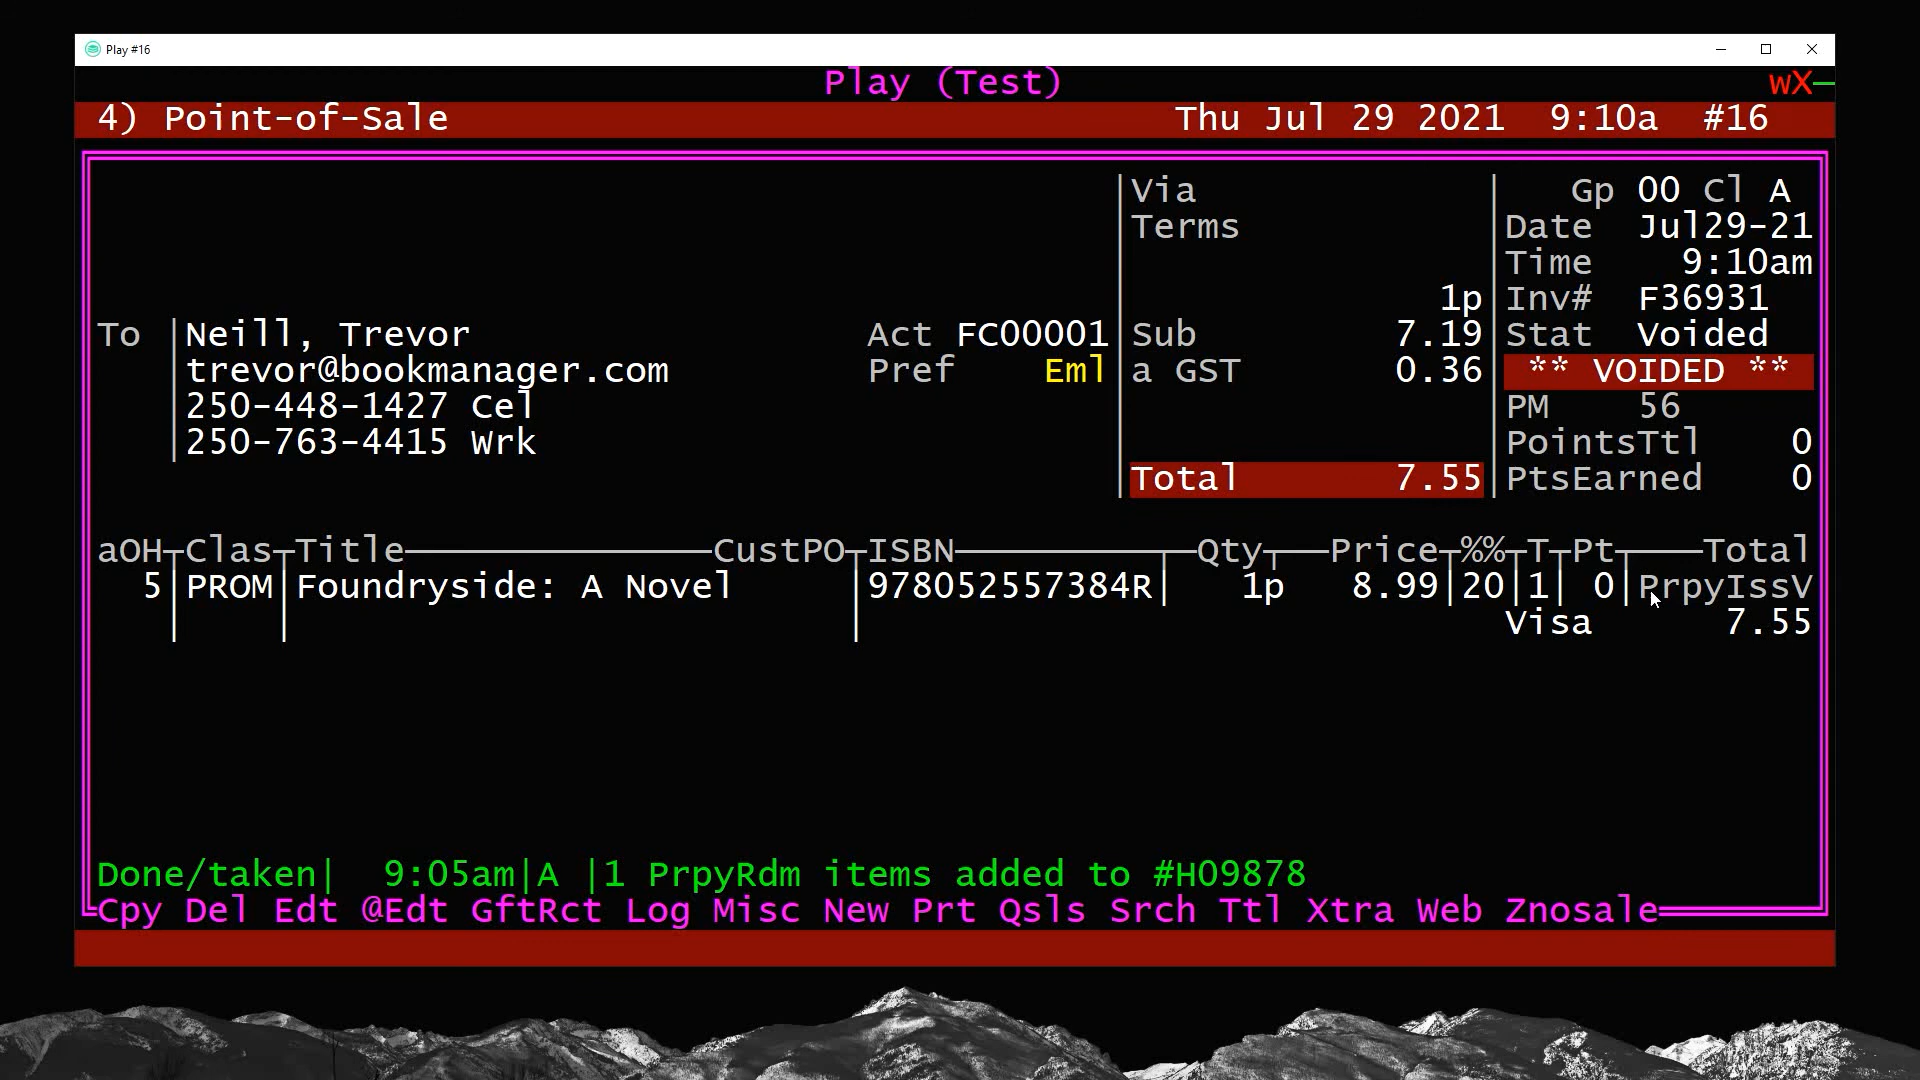 Play #16
Play (Test) wX
4) Point-of-Sale Thu Jul 29 2021 9:10a #16
Via Gp 00 Cl A
Terms Date Jul29-21
Time 9:10am
1p Inv# F36931
To Neill, Trevor Act FC00001 Sub 7.19 Stat Voided
trevor@bookmanager.com Pref Eml a GST 0.36 ** VOIDED **
250-448-1427 Cel PM 56
250-763-4415 Wrk PointsTtl 0
Total 7.55 PtsEarned 0
aOH Clas Title CustPO ISBN Qty Price %% T Pt Total
5 PROM Foundryside: A Novel 978052557384R 1p 8.99 20 1 0 PrpyIssV
Visa 7.55
Done/taken| 9:05am|A |1 PrpyRdm items added to #H09878
Cpy Del Edt @Edt GftRct Log Misc New Prt Qsls Srch Ttl Xtra Web Znosale